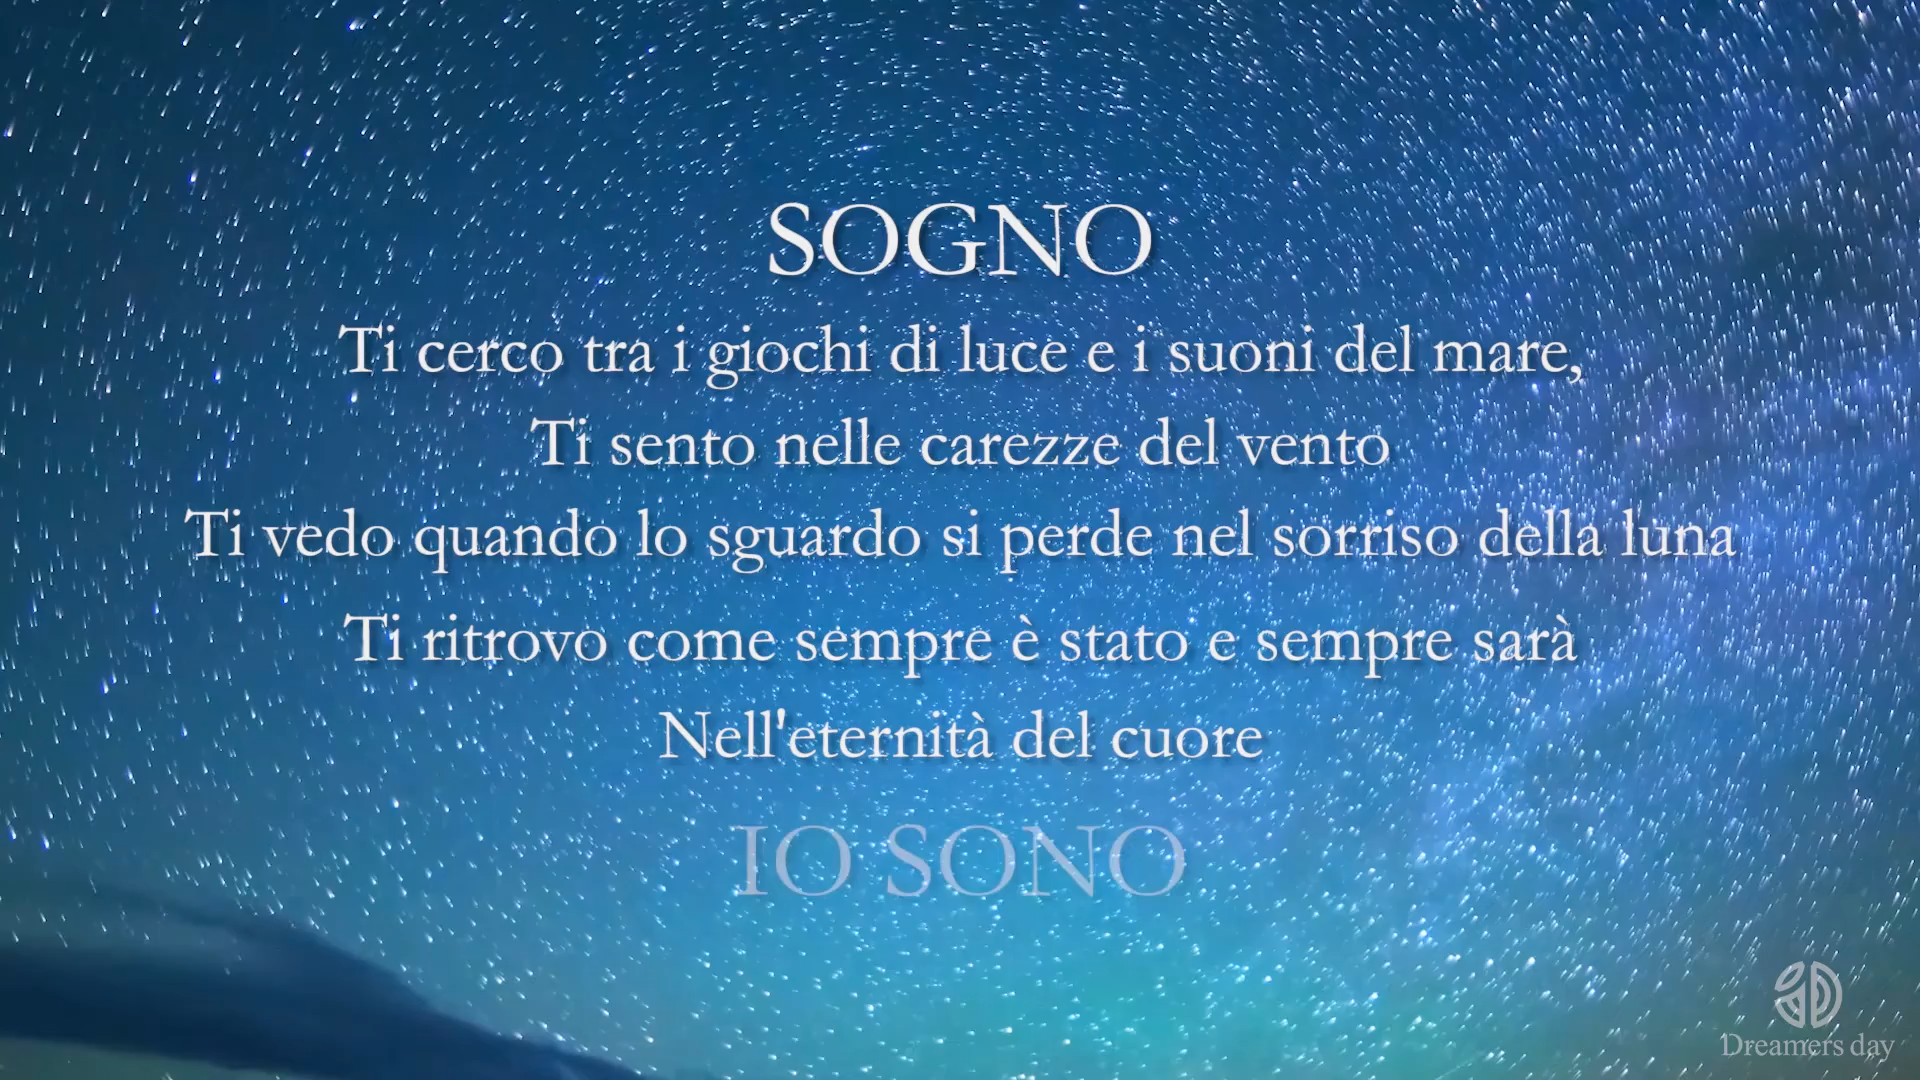 SOGNO
Ti cerco tra i giochi di luce e i suoni del mare,
Ti sento nelle carezze del vento
Ti vedo quando lo sguardo si perde nel sorriso della luna
Ti ritrovo come sempre è stato e sempre sarà
Nell'eternità del cuore
IO SONO
Dreamers day